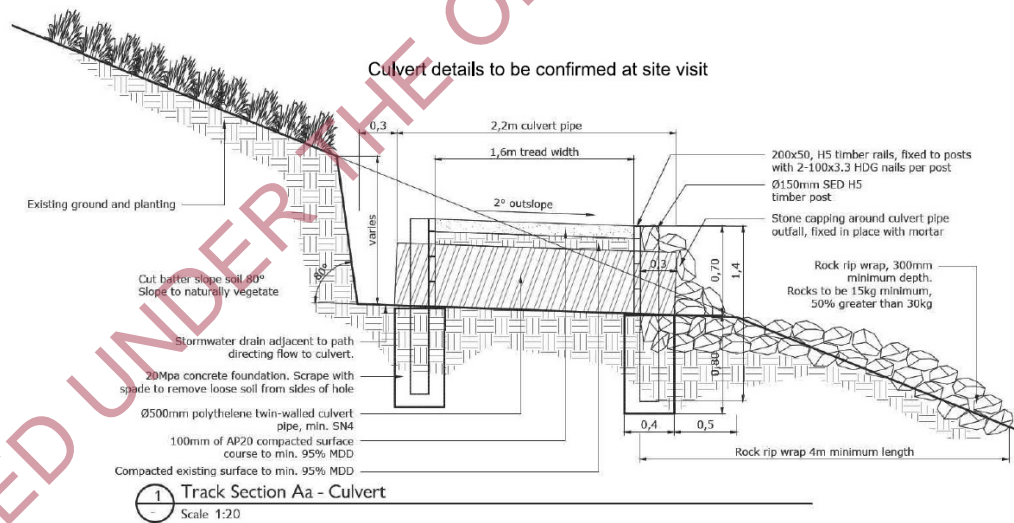 Culvert details to be confirmed at site visit
0,3
2,2m culvert pipe
1,6m tread width
2° outslope
200x50, H5 timber rails, fixed to posts
with 2-100x3.3 HDG nails per post
Ø150mm SED H5
timber post
Stone capping around culvert pipe
outfall, fixed in place with mortar
Existing ground and planting
varies
80°
0,3
0,70
1,4
Rock rip wrap, 300mm
minimum depth.
Rocks to be 15kg minimum,
50% greater than 30kg
Cut batter slope soil 80°
Slope to naturally vegetate
Stormwater drain adjacent to path
directing flow to culvert.
20Mpa concrete foundation. Scrape with
spade to remove loose soil from sides of hole
Ø500mm polythelene twin-walled culvert
pipe, min. SN4
100mm of AP20 compacted surface
course to min. 95% MDD
Compacted existing surface to min. 95% MDD
0,80
0,4
0,5
Rock rip wrap 4m minimum length
1
Track Section Aa - Culvert
Scale 1:20
ED UNDER THE O